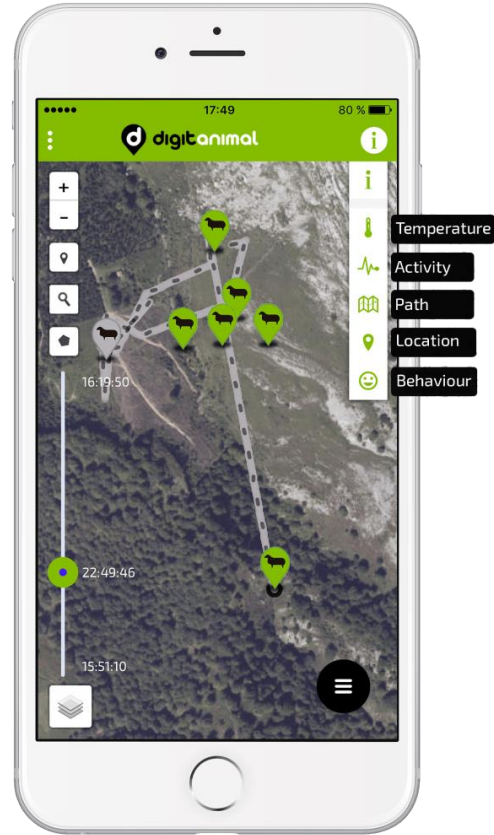 17:49
80 %
digitanimal
i
i
+
-
Temperature
Activity
Path
Location
Behaviour
16:19:50
22:49:46
15:51:10